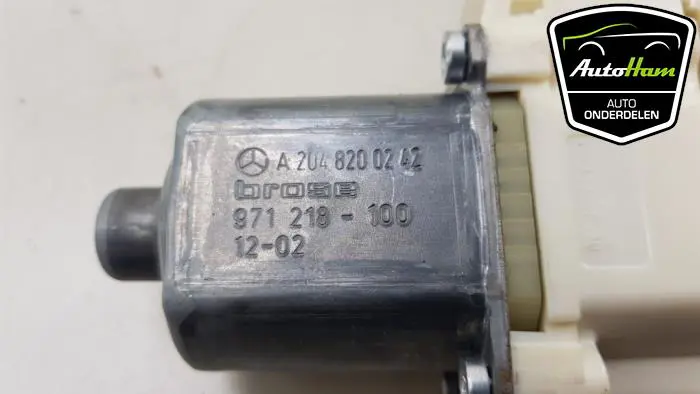 A 204 820 02 42
brose
971 218 - 100
12-02
AutoHam
AUTO
ONDERDELEN